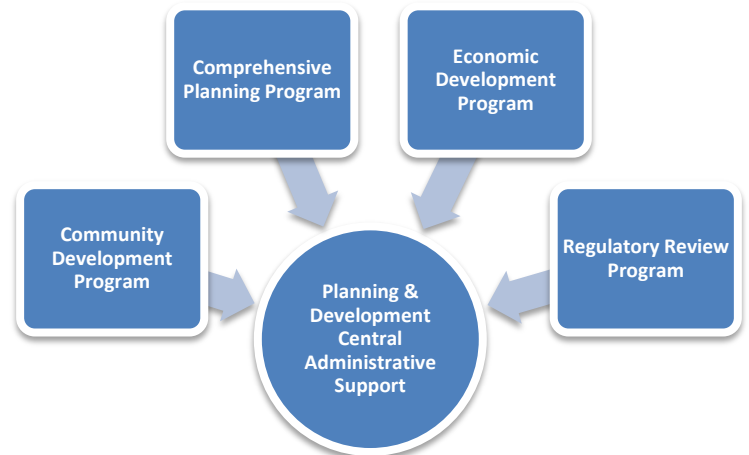 Comprehensive
Planning Program
Economic
Development
Program
Community
Development
Program
Regulatory Review
Program
Planning &
Development
Central
Administrative
Support